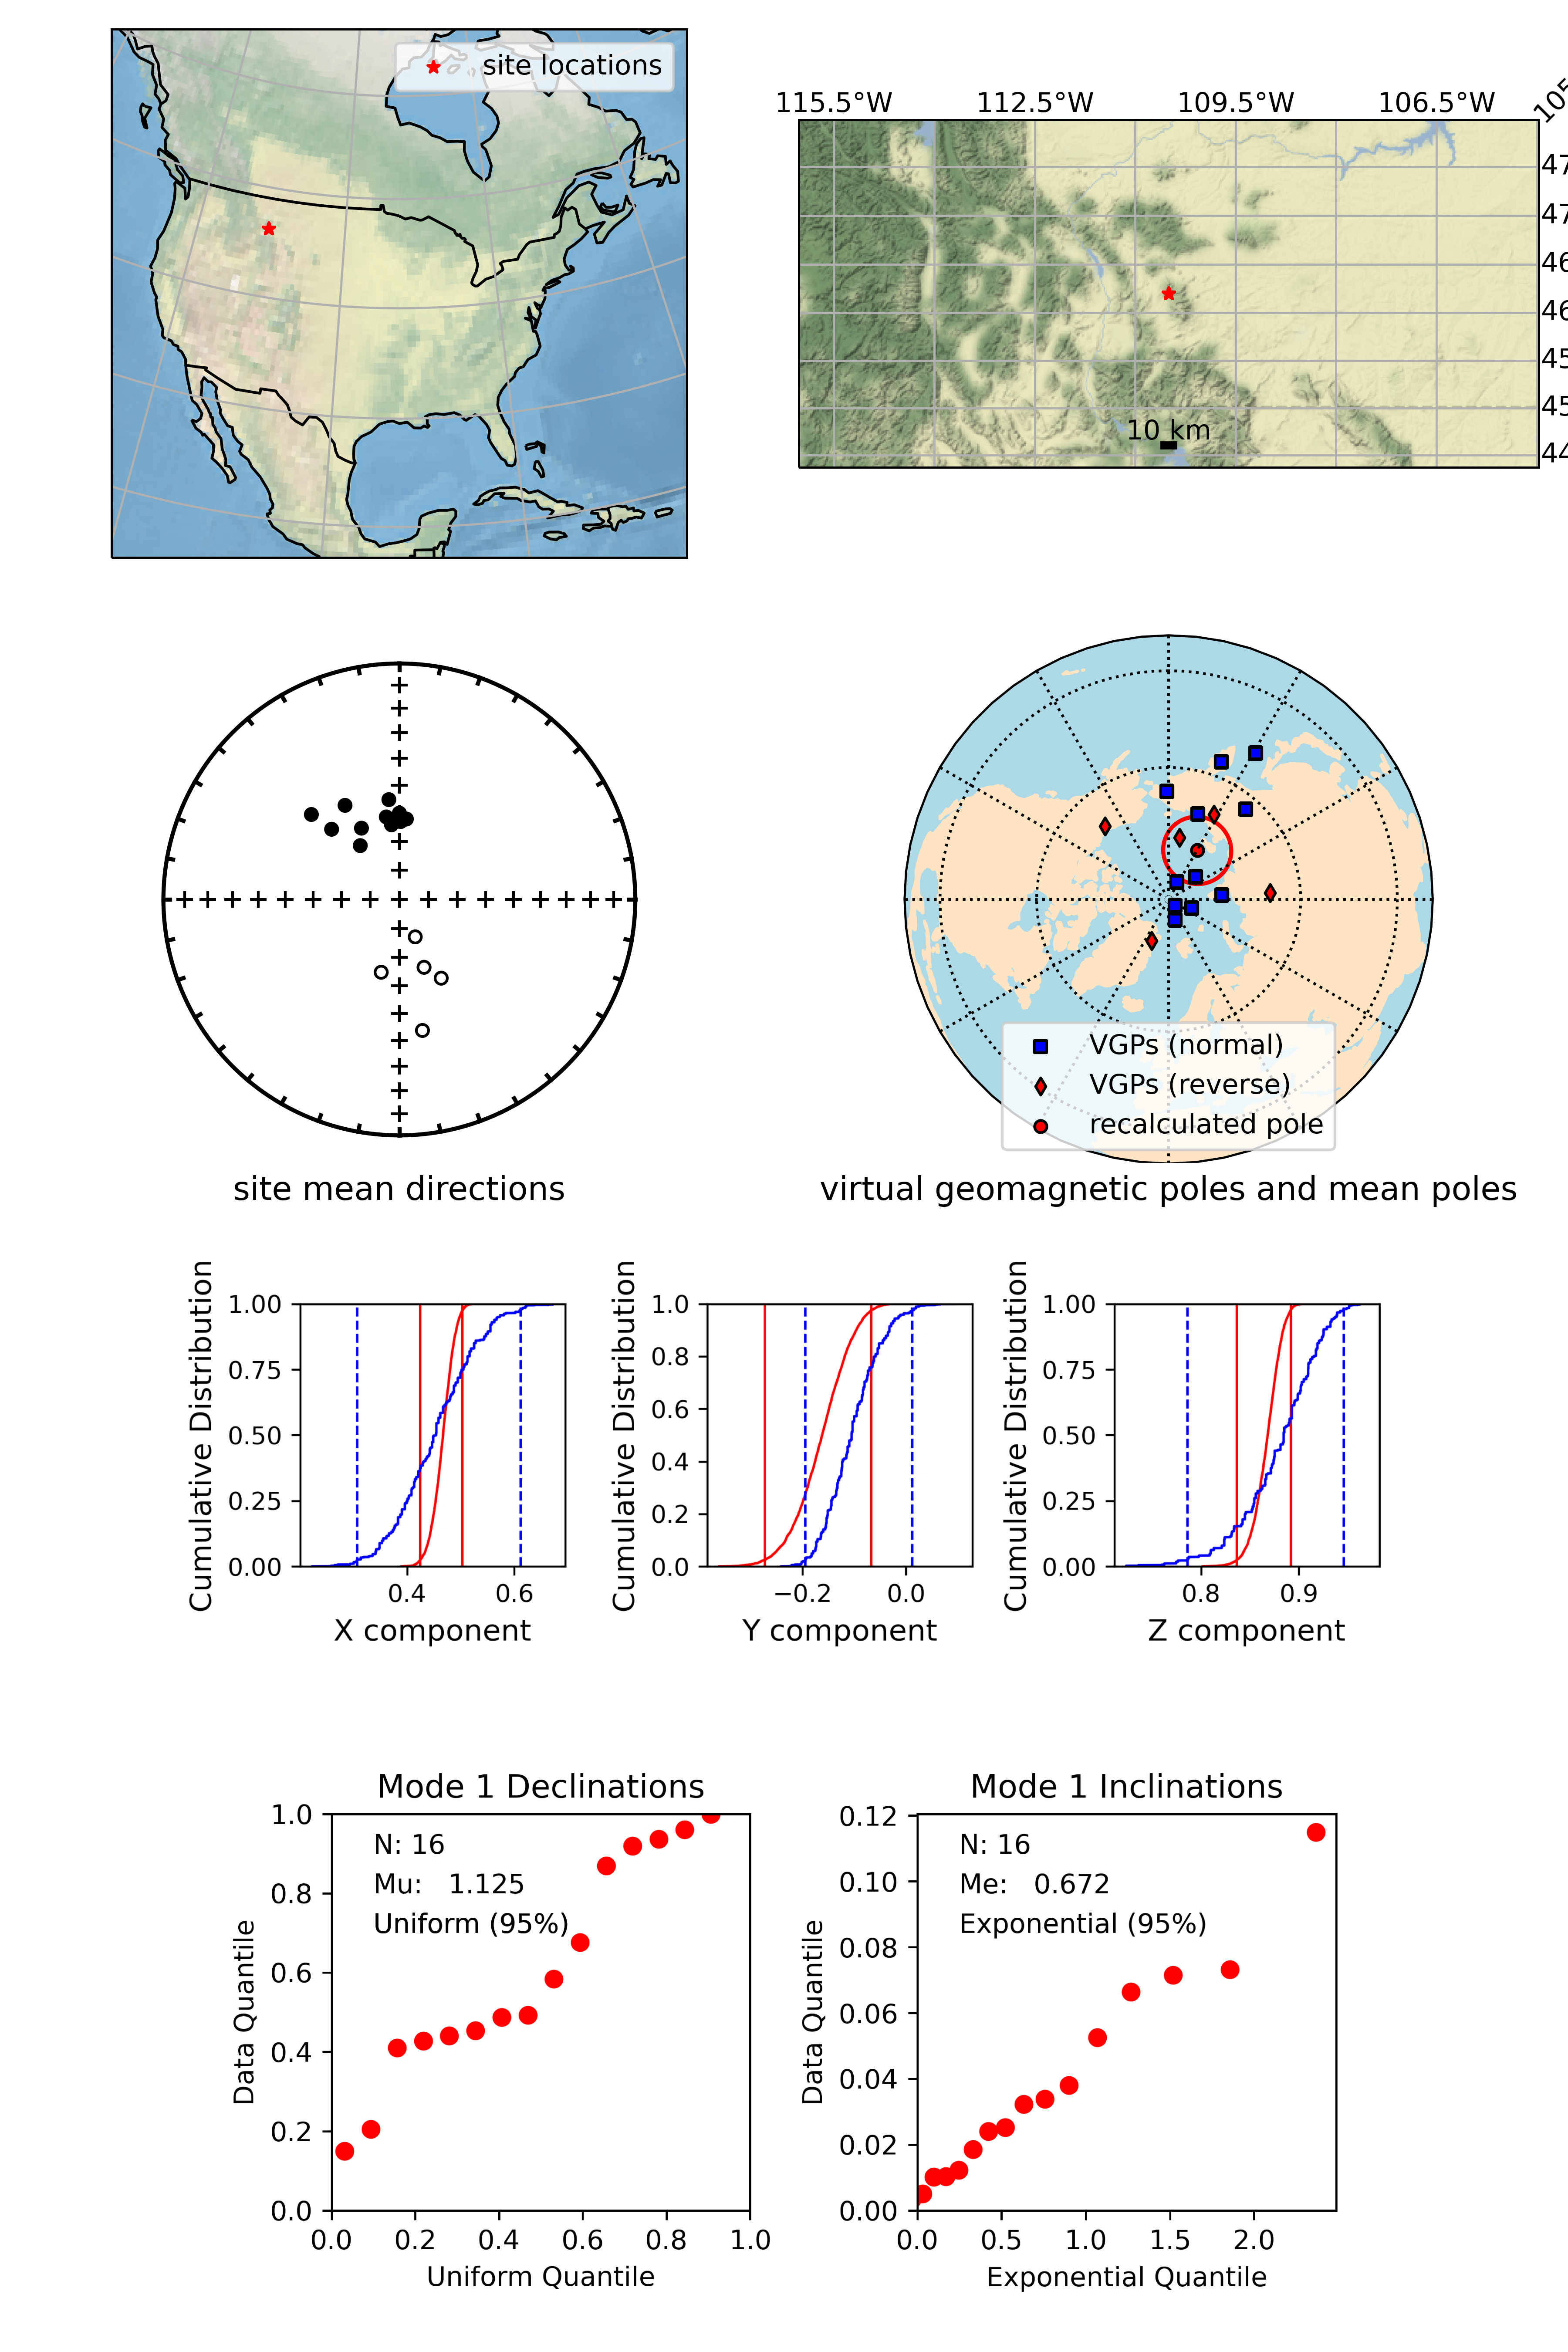 site locations
115.5°W 112.5°W 109.5°W 106.5°W 105
47
47
46
46
45
45
44
10 km
VGPs (normal)
VGPs (reverse)
recalculated pole
site mean directions
virtual geomagnetic poles and mean poles
Cumulative Distribution
1.00
0.75
0.50
0.25
0.00
0.4 0.6
X component
Cumulative Distribution
1.0
0.8
0.6
0.4
0.2
0.0
−0.2 0.0
Y component
Cumulative Distribution
1.00
0.75
0.50
0.25
0.00
0.8 0.9
Z component
Mode 1 Declinations
N: 16
Mu: 1.125
Uniform (95%)
Data Quantile
1.0
0.8
0.6
0.4
0.2
0.0
0.0 0.2 0.4 0.6 0.8 1.0
Uniform Quantile
Mode 1 Inclinations
N: 16
Me: 0.672
Exponential (95%)
Data Quantile
0.12
0.10
0.08
0.06
0.04
0.02
0.00
0.0 0.5 1.0 1.5 2.0
Exponential Quantile